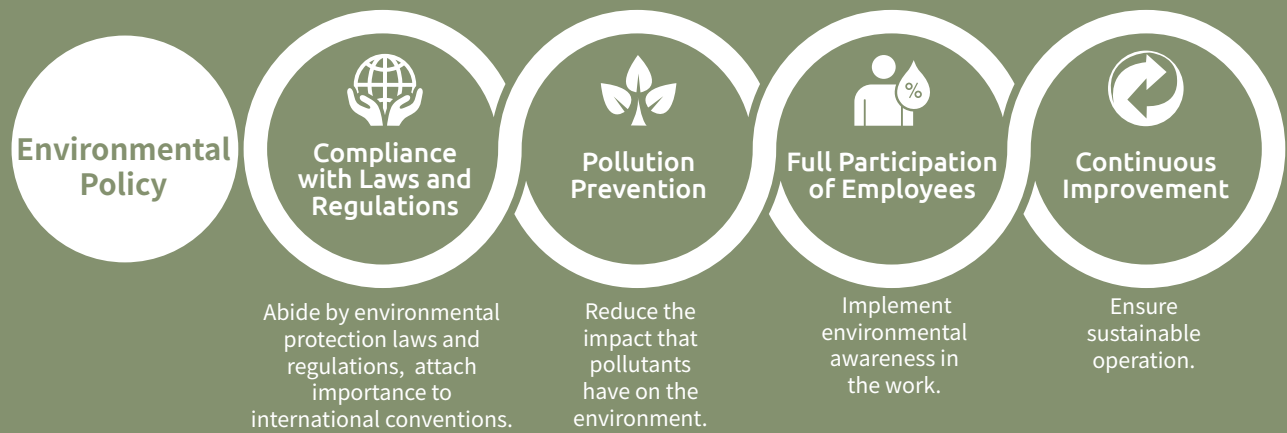 Environmental
Policy
Compliance
with Laws and
Regulations
Abide by environmental
protection laws and
regulations, attach
importance to
international conventions.
Pollution
Prevention
Reduce the
impact that
pollutants
have on the
environment.
%
Full Participation
of Employees
Implement
environmental
awareness in
the work.
Continuous
Improvement
Ensure
sustainable
operation.